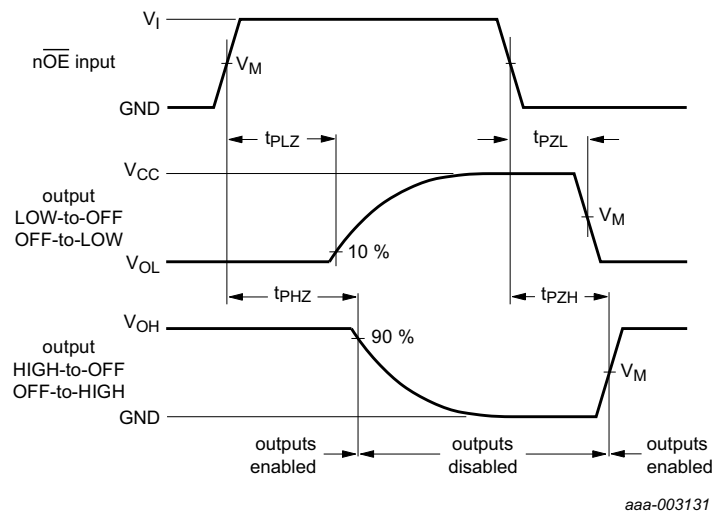 V_I
nO̅E̅ input
V_M
GND
t_PLZ
t_PZL
V_CC
output
LOW-to-OFF
OFF-to-LOW
V_M
10 %
V_OL
t_PHZ
t_PZH
V_OH
90 %
output
HIGH-to-OFF
OFF-to-HIGH
V_M
GND
outputs
enabled
outputs
disabled
outputs
enabled
aaa-003131